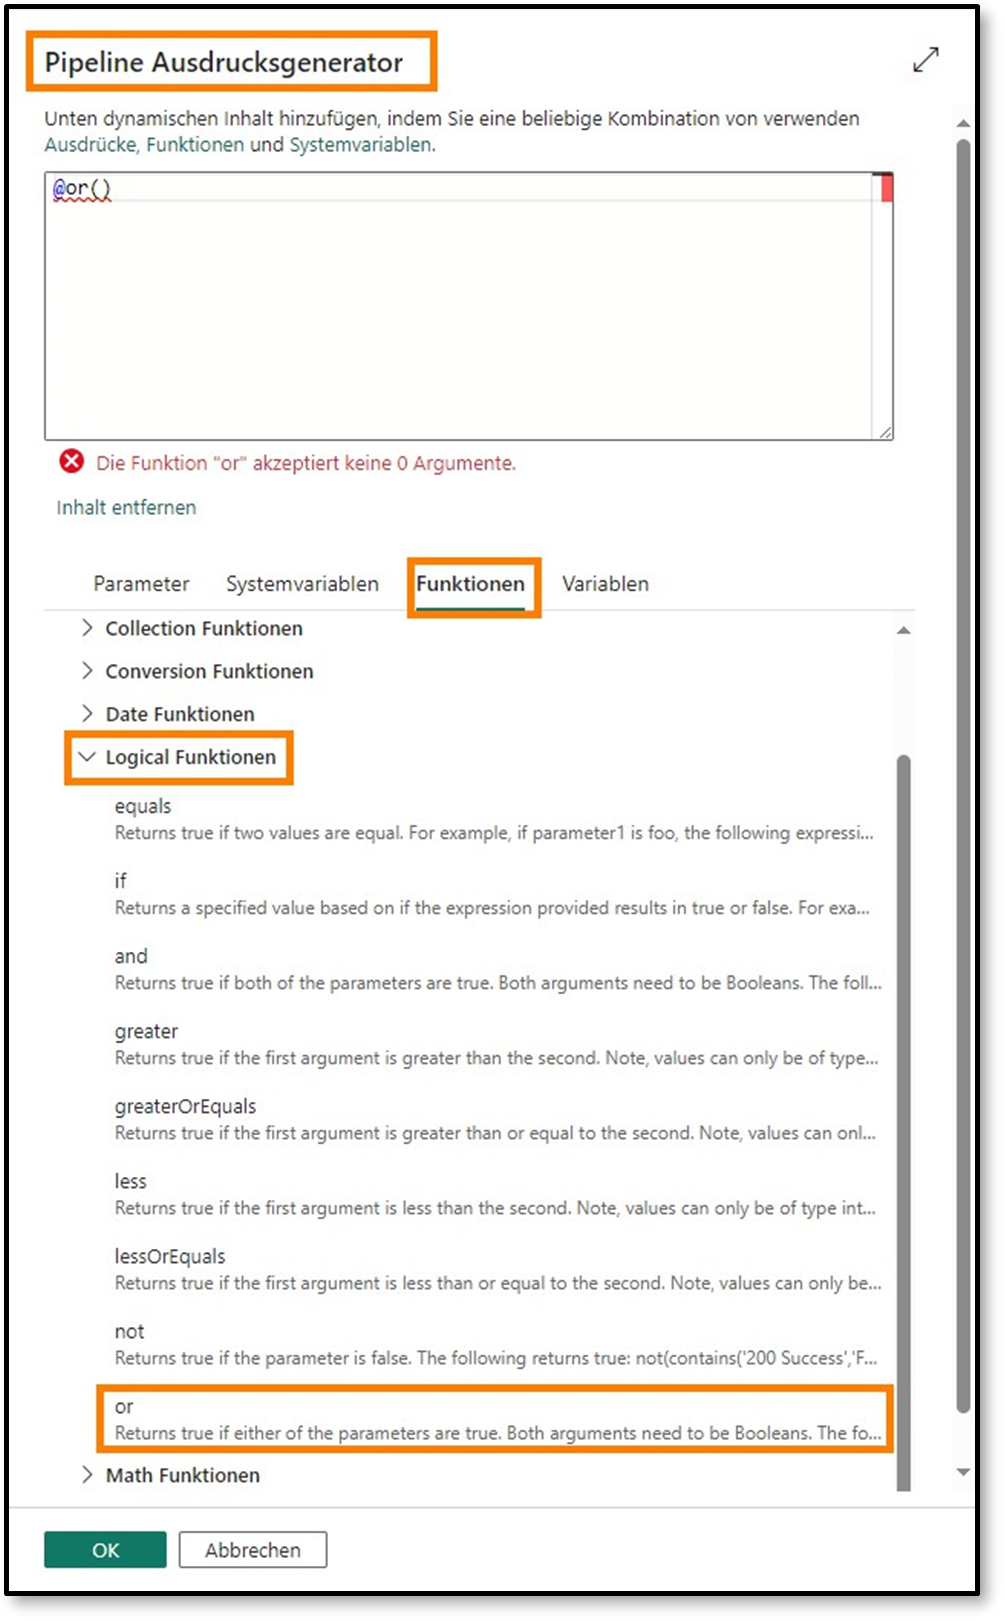 Pipeline Ausdrucksgenerator
Unten dynamischen Inhalt hinzufügen, indem Sie eine beliebige Kombination von verwenden
Ausdrücke, Funktionen und Systemvariablen.
@or()
Die Funktion "or" akzeptiert keine 0 Argumente.
Inhalt entfernen
Parameter Systemvariablen Funktionen Variablen
Collection Funktionen
Conversion Funktionen
Date Funktionen
Logical Funktionen
equals
Returns true if two values are equal. For example, if parameter1 is foo, the following expressi...
if
Returns a specified value based on if the expression provided results in true or false. For exa...
and
Returns true if both of the parameters are true. Both arguments need to be Booleans. The foll...
greater
Returns true if the first argument is greater than the second. Note, values can only be of type...
greaterOrEquals
Returns true if the first argument is greater than or equal to the second. Note, values can onl...
less
Returns true if the first argument is less than the second. Note, values can only be of type int...
lessOrEquals
Returns true if the first argument is less than or equal to the second. Note, values can only be...
not
Returns true if the parameter is false. The following returns true: not(contains('200 Success','F...
or
Returns true if either of the parameters are true. Both arguments need to be Booleans. The fo...
Math Funktionen
OK Abbrechen